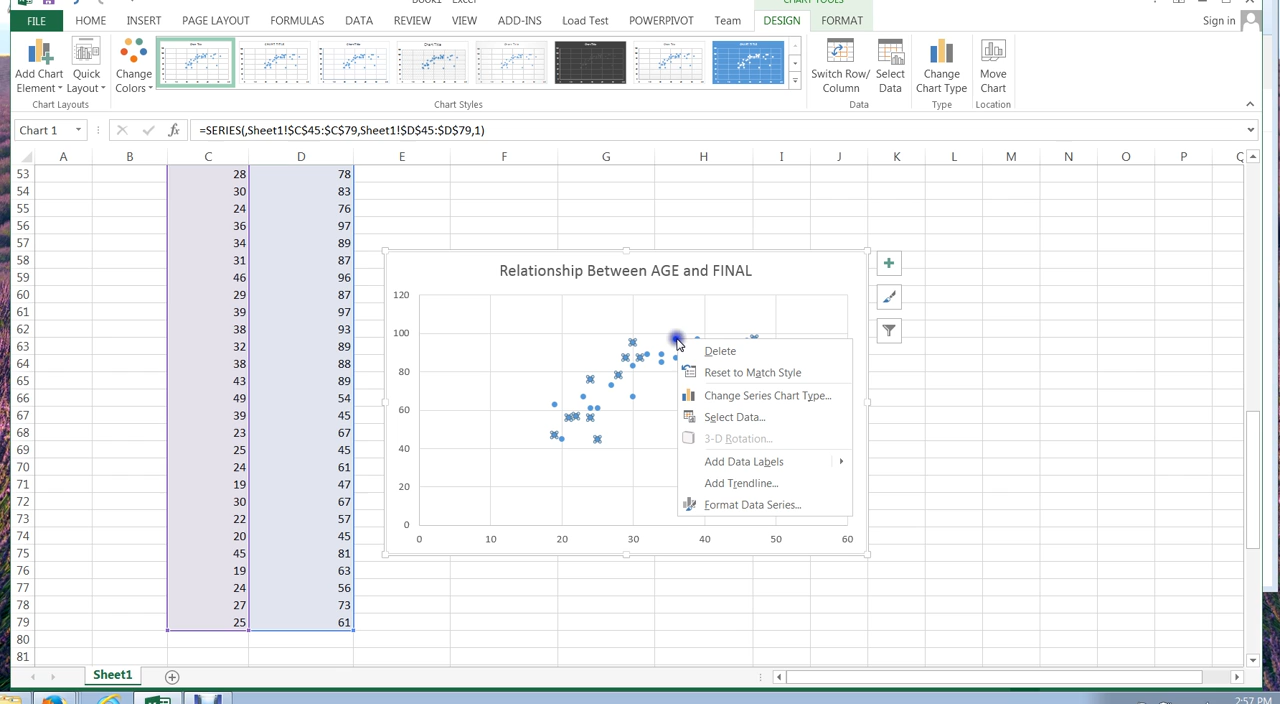 Book1 - Excel
CHART TOOLS
FILE HOME INSERT PAGE LAYOUT FORMULAS DATA REVIEW VIEW ADD-INS Load Test POWERPIVOT Team DESIGN FORMAT Sign in
Add Chart Element Quick Layout Change Colors Switch Row/ Column Select Data Change Chart Type Move Chart
Chart Layouts Chart Styles Data Type Location
Chart 1 fx =SERIES(,Sheet1!$C$45:$C$79,Sheet1!$D$45:$D$79,1)
A B C D E F G H I J K L M N O P Q
53 28 78
54 30 83
55 24 76
56 36 97
57 34 89
58 31 87
59 46 96
60 29 87
61 39 97
62 38 93
63 32 89
64 38 88
65 43 89
66 49 54
67 39 45
68 23 67
69 25 45
70 24 61
71 19 47
72 30 67
73 22 57
74 20 45
75 45 81
76 19 63
77 24 56
78 27 73
79 25 61
80
81
Relationship Between AGE and FINAL
120
100
80
60
40
20
0
0 10 20 30 40 50 60
Delete
Reset to Match Style
Change Series Chart Type...
Select Data...
3-D Rotation...
Add Data Labels
Add Trendline...
Format Data Series...
Sheet1
2:57 PM